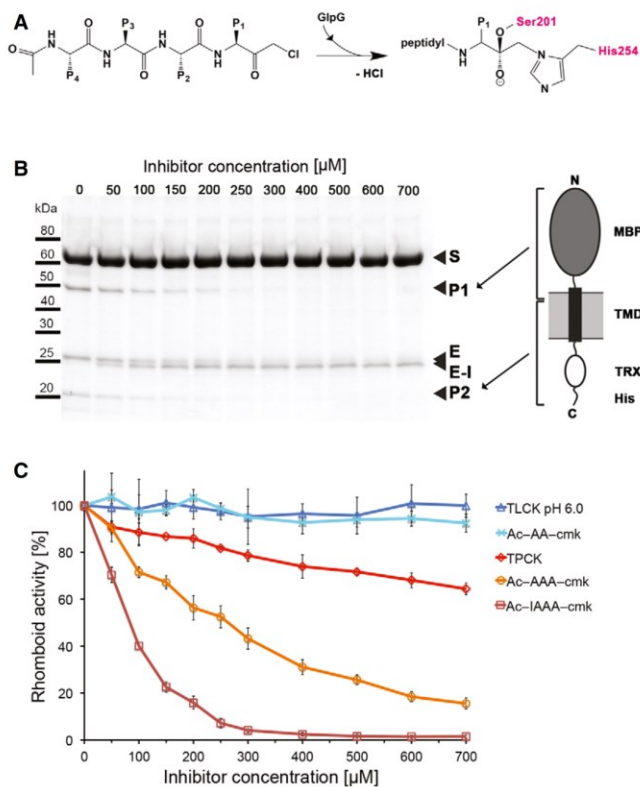 A
O
P3
O
P1
GlpG
P1
O
Ser201
N
H
N
H
N
H
N
H
Cl
peptidyl
N
His254
P4
O
P2
O
- HCl
N
H
O
⊖
N
B
Inhibitor concentration [µM]
0 50 100 150 200 250 300 400 500 600 700
kDa
80
60
50
40
30
25
20
S
P1
E
E-I
P2
N
MBP
TMD
TRX
His
C
C
Rhomboid activity [%]
100
80
60
40
20
0
0 100 200 300 400 500 600 700
Inhibitor concentration [µM]
TLCK pH 6.0
Ac–AA–cmk
TPCK
Ac–AAA–cmk
Ac–IAAA–cmk